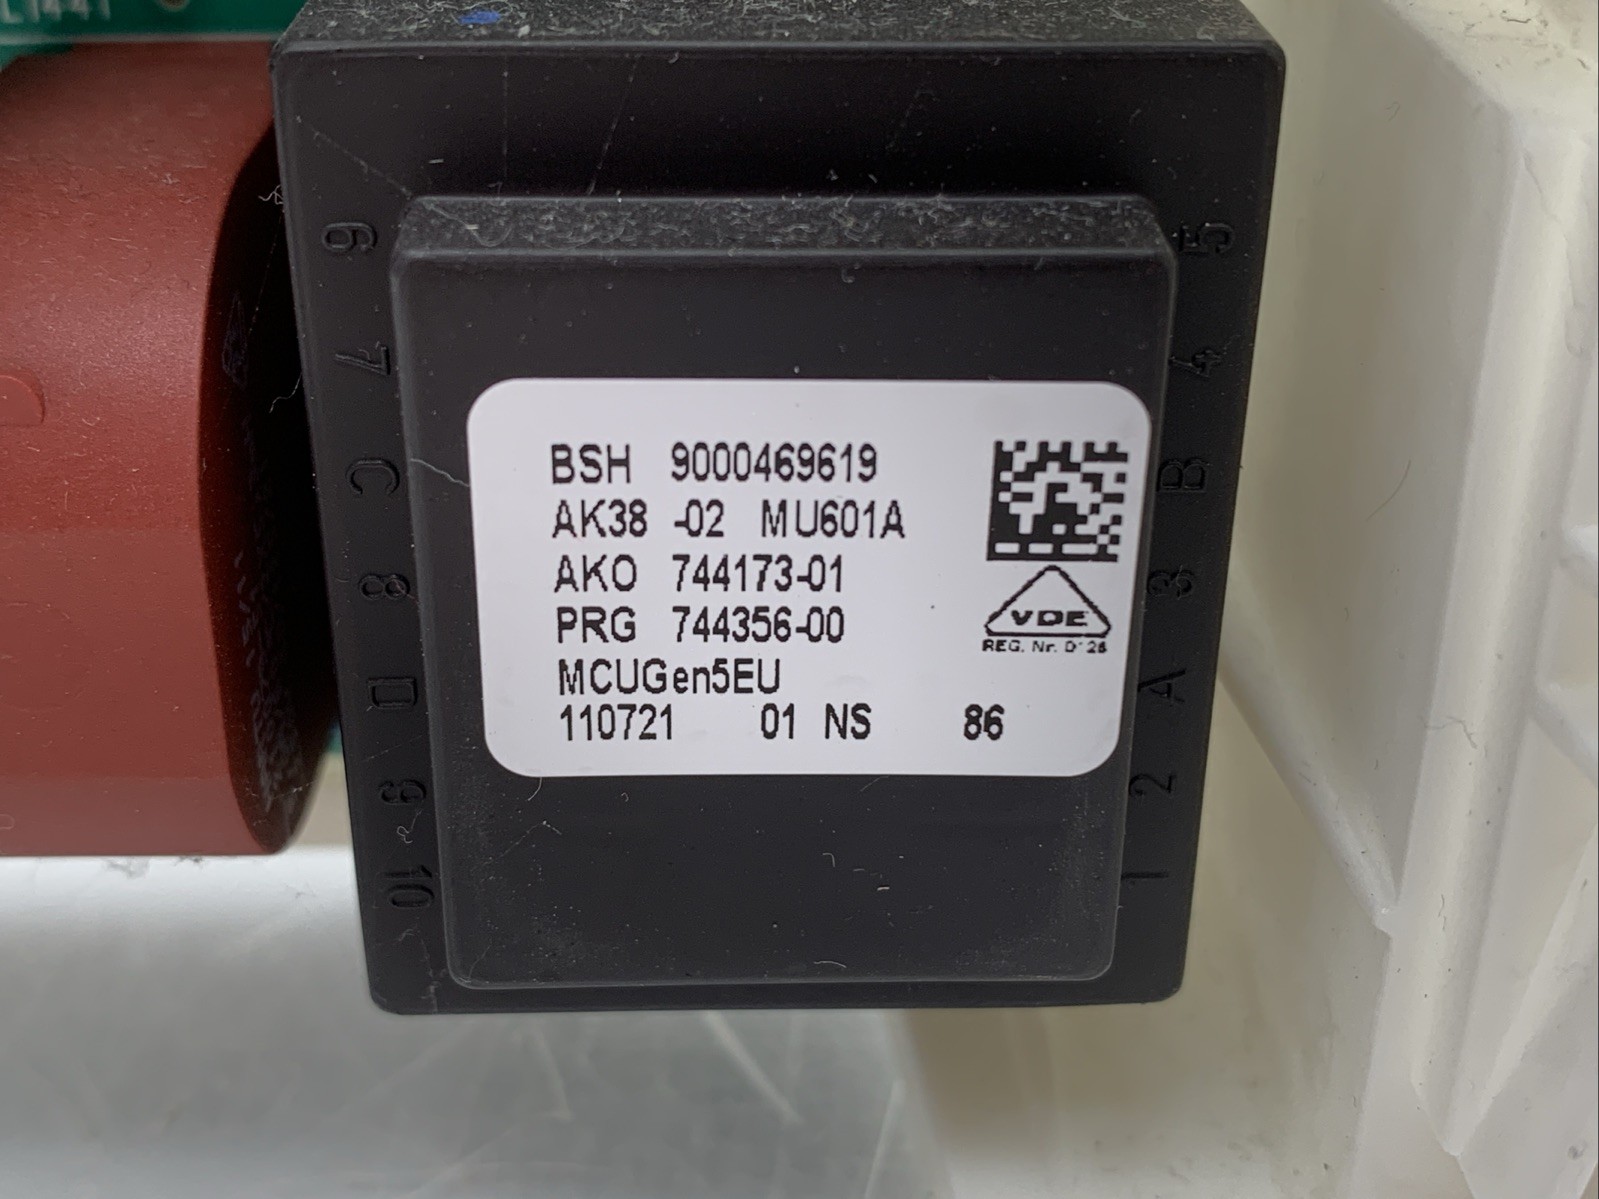 6
5
7
4
C
B
8
3
D
A
9
2
10
1
BSH 9000469619
AK38 -02 MU601A
AKO 744173-01
PRG 744356-00
MCUGen5EU
110721 01 NS 86
VDE
REG. Nr.